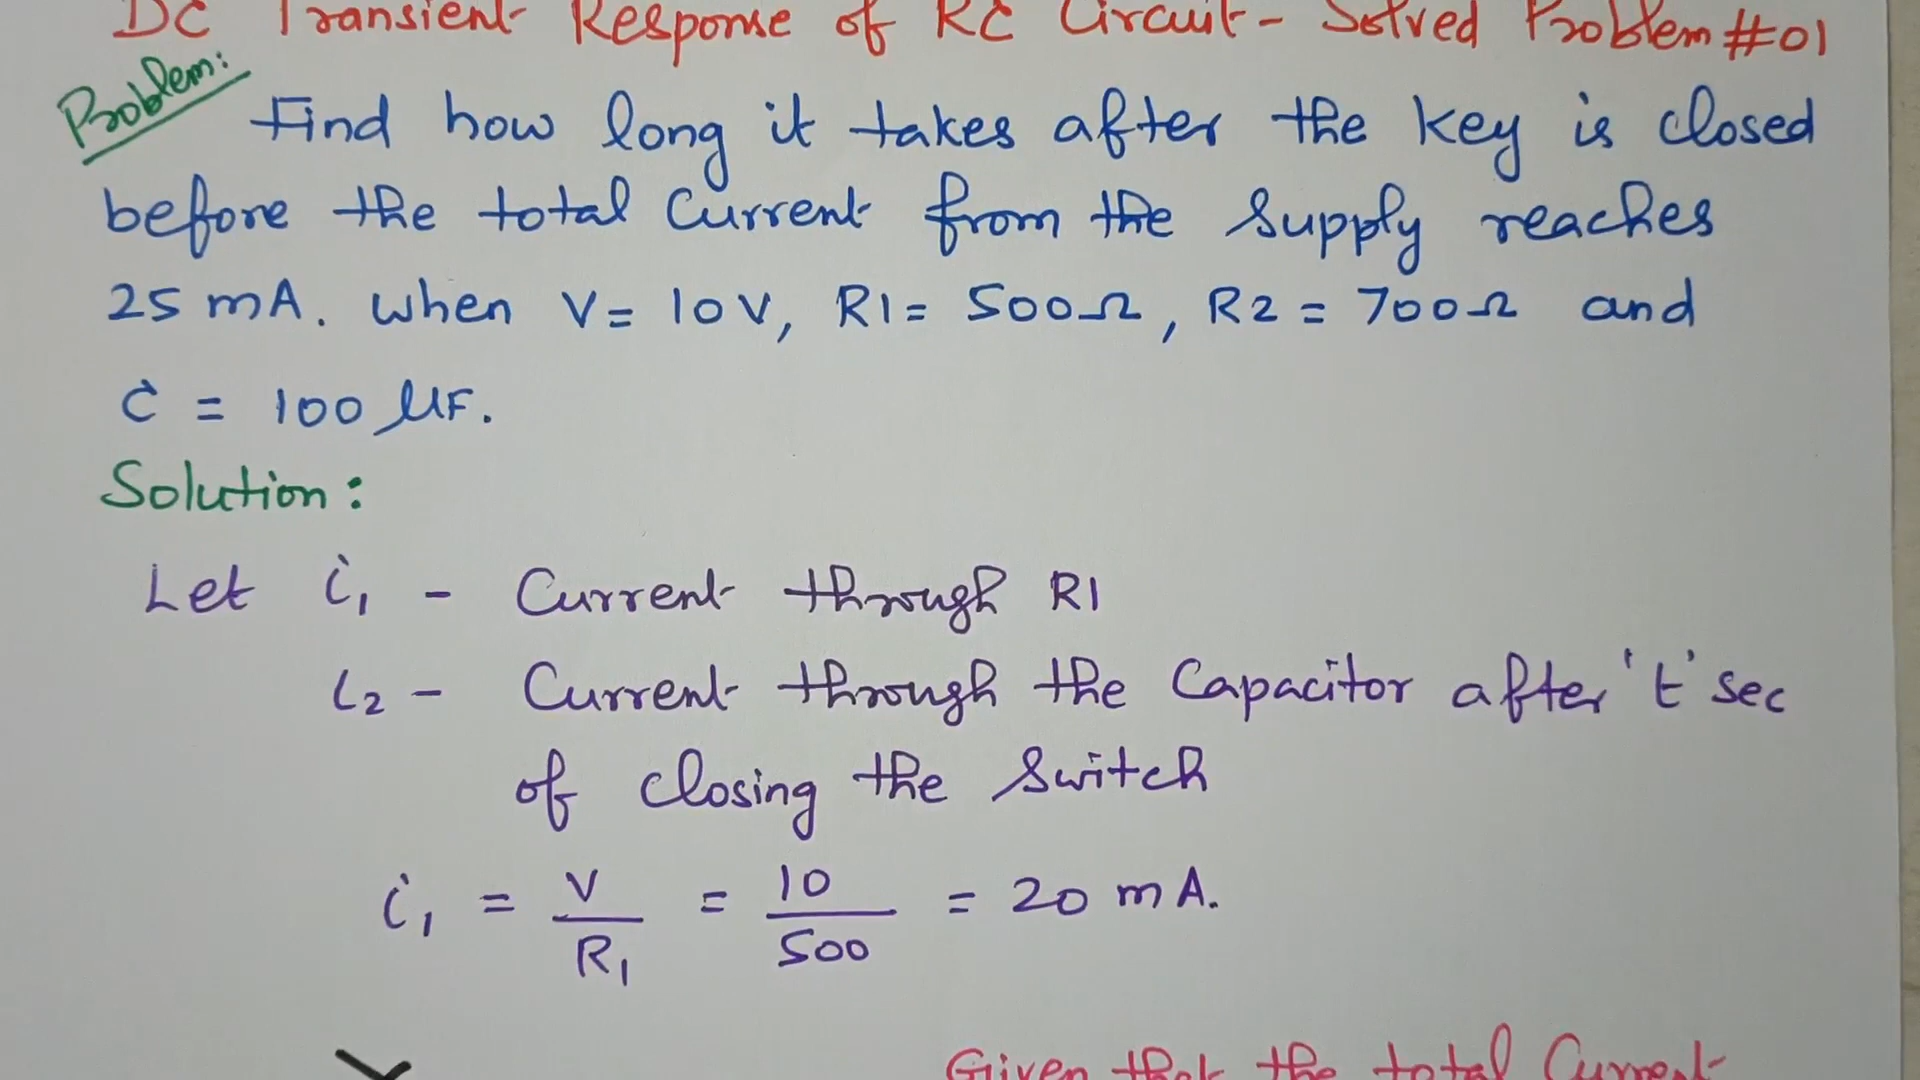 DC Transient Response of RC Circuit - Solved Problem #01
Problem:
Find how long it takes after the key is closed
before the total Current from the supply reaches
25 mA. when V = 10V, R1 = 500Ω, R2 = 700Ω and
C = 100 μF.
Solution:
Let i₁ - Current through R1
i₂ - Current through the Capacitor after 't' sec
of closing the switch
i₁ = V/R₁ = 10/500 = 20 mA.
Given that the total Current